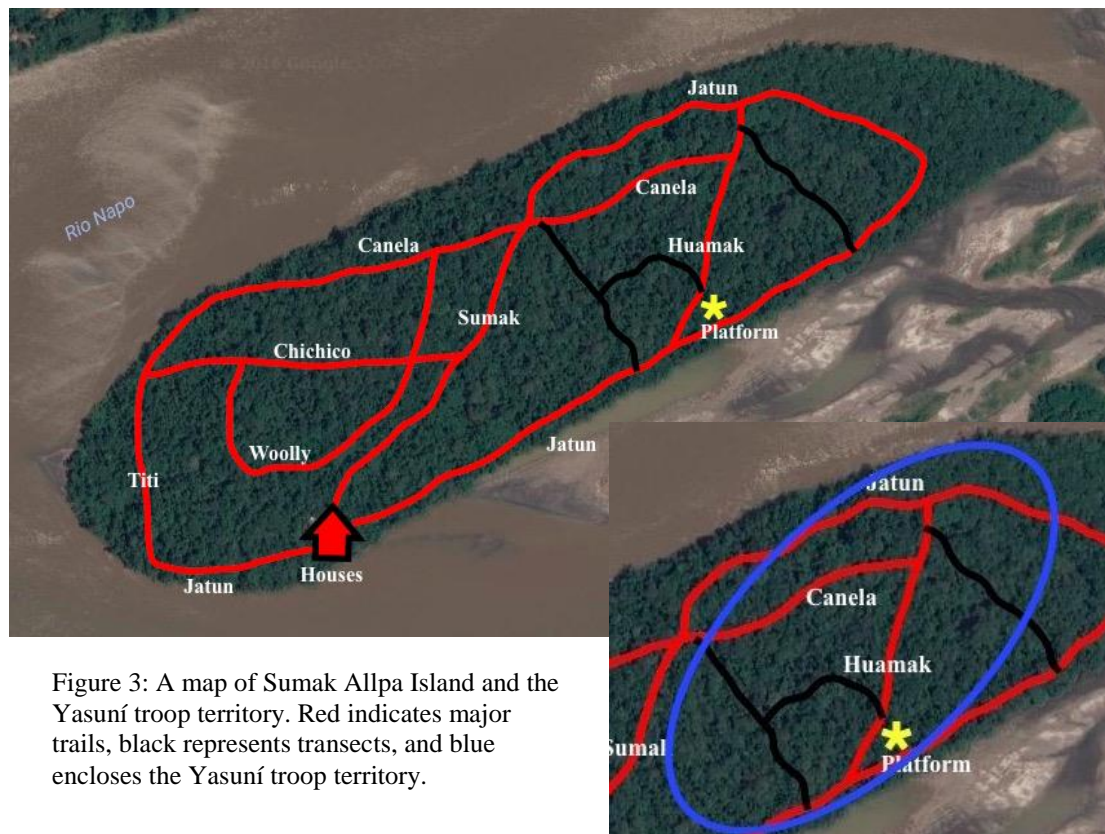 © 2016 Google
Jatun
Canela
Rio Napo
Huamak
Canela
Sumak
Platform
Chichico
Jatun
Woolly
Titi
Houses
Jatun
Jatun
Canela
Huamak
Sumal
Platform
Figure 3: A map of Sumak Allpa Island and the
Yasuní troop territory. Red indicates major
trails, black represents transects, and blue
encloses the Yasuní troop territory.